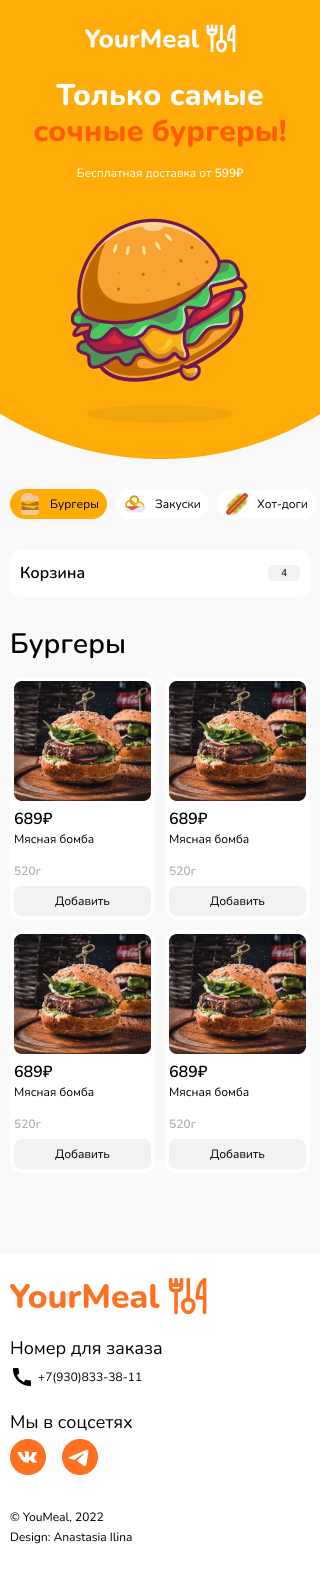 YourMeal
Только самые
сочные бургеры!
Бесплатная доставка от 599₽
Бургеры
Закуски
Хот-доги
Корзина
4
Бургеры
689₽
Мясная бомба
520г
Добавить
689₽
Мясная бомба
520г
Добавить
689₽
Мясная бомба
520г
Добавить
689₽
Мясная бомба
520г
Добавить
YourMeal
Номер для заказа
+7(930)833-38-11
Мы в соцсетях
© YouMeal, 2022
Design: Anastasia Ilina